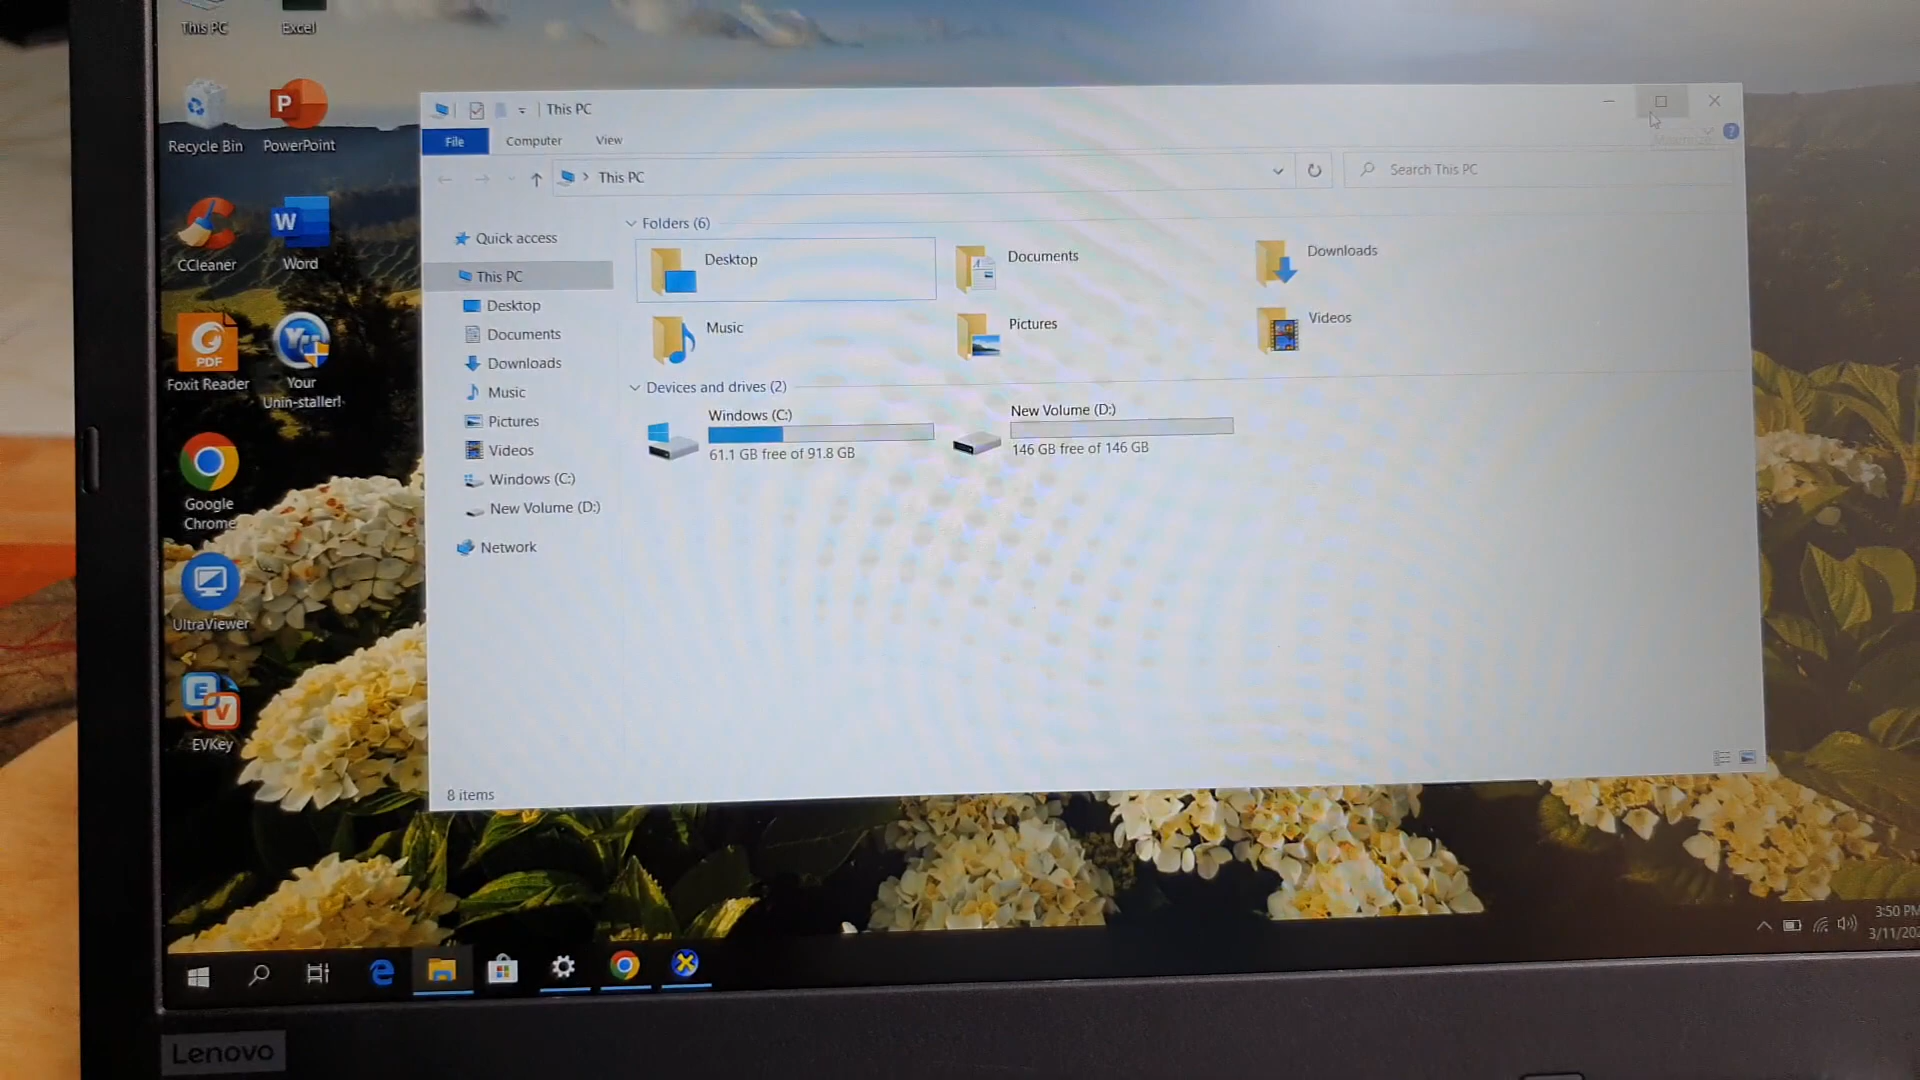 This PC
Excel
Recycle Bin
PowerPoint
CCleaner
Word
PDF
Foxit Reader
Your
Unin-staller!
Google
Chrome
UltraViewer
EVKey
This PC
File
Computer
View
This PC
Search This PC
Quick access
This PC
Desktop
Documents
Downloads
Music
Pictures
Videos
Windows (C:)
New Volume (D:)
Network
Folders (6)
Desktop
Documents
Downloads
Music
Pictures
Videos
Devices and drives (2)
Windows (C:)
61.1 GB free of 91.8 GB
New Volume (D:)
146 GB free of 146 GB
8 items
3:50 PM
3/11/202
Lenovo